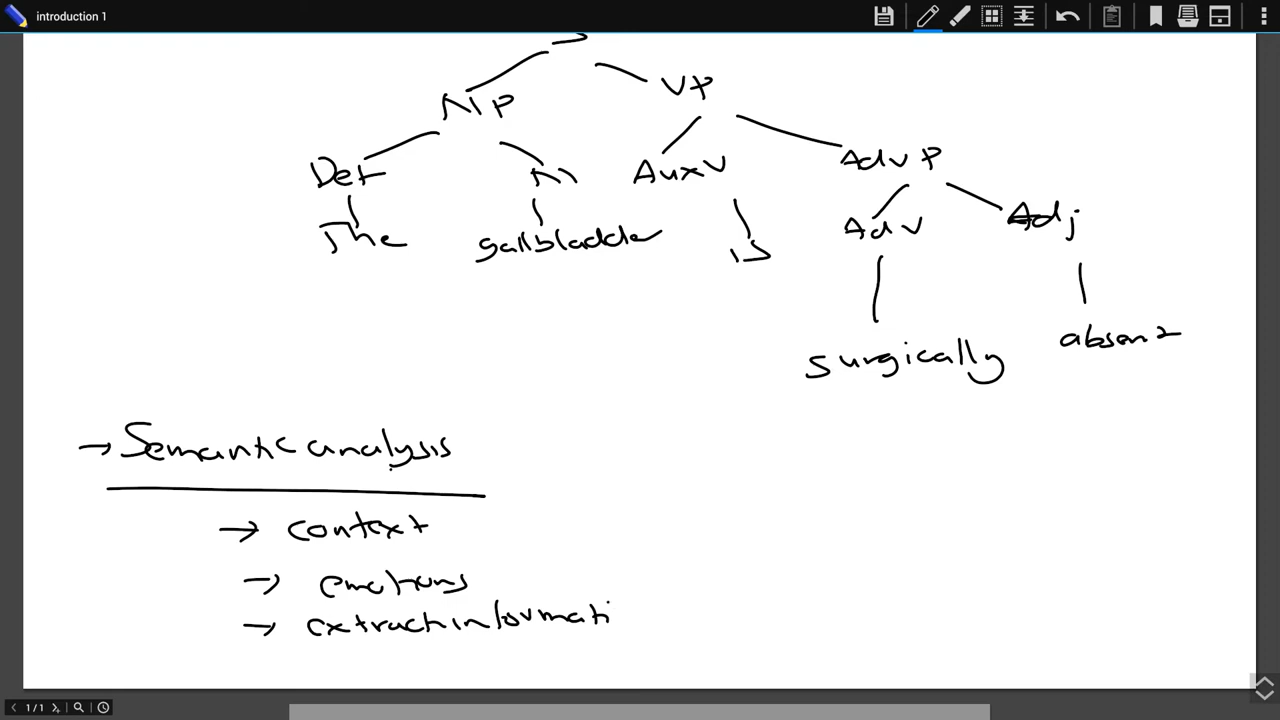 introduction 1
S
NP VP
Det N AuxV AdvP
The gallbladder is Adv Adj
surgically absent
→ Semantic analysis
→ context
→ emotions
→ extract informati
1/1